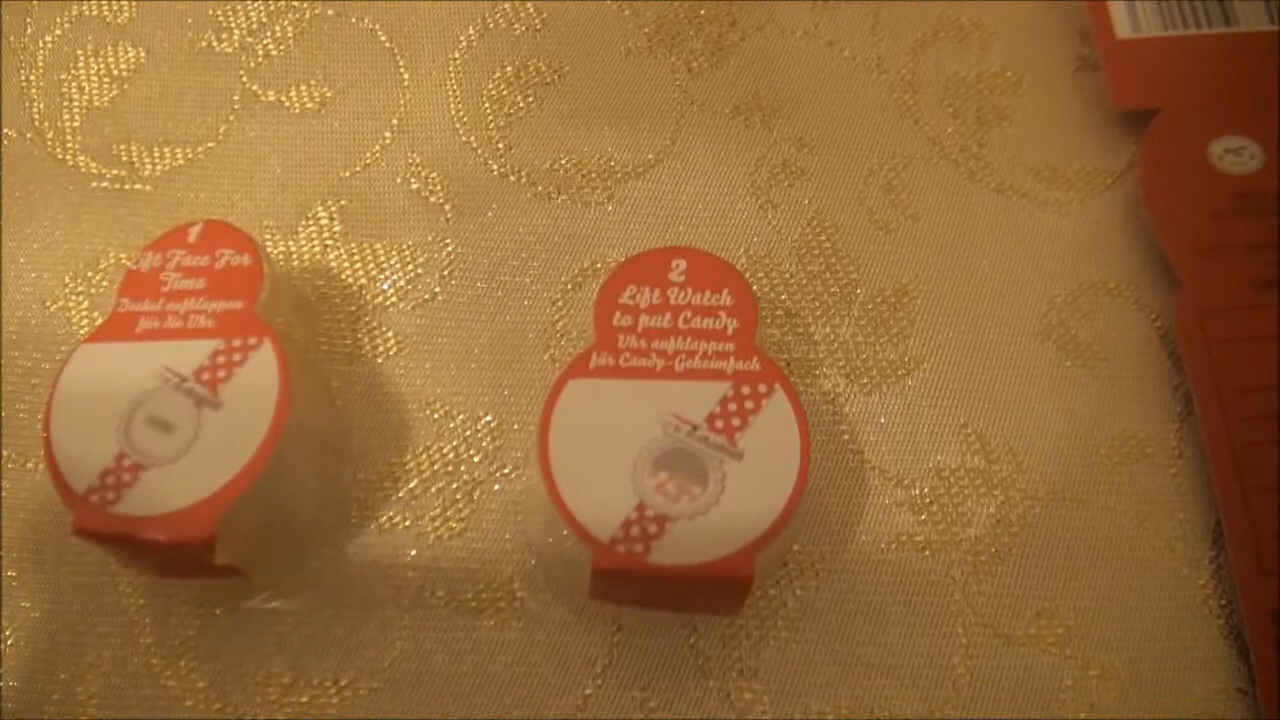 1
Lift Face For
Time
Deckel aufklappen
für die Uhr
2
Lift Watch
to put Candy
Uhr aufklappen
für Candy-Geheimfach